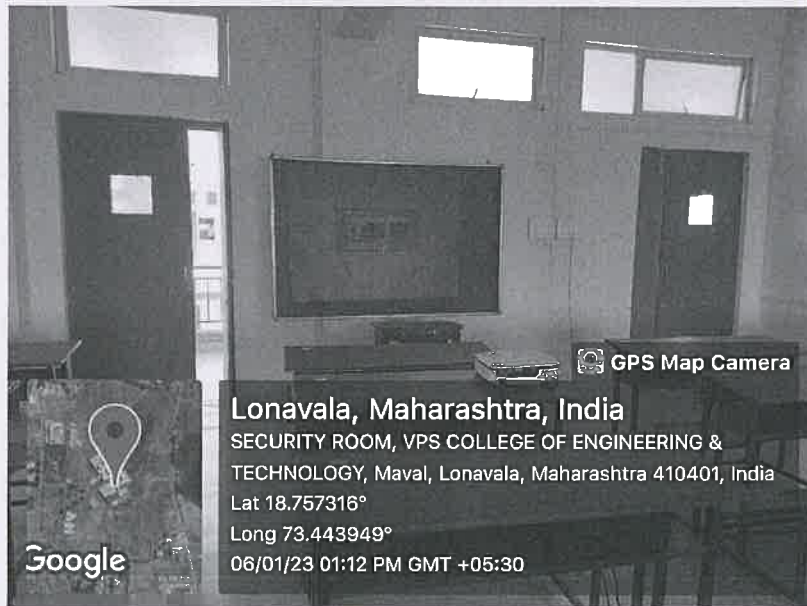 GPS Map Camera
Lonavala, Maharashtra, India
SECURITY ROOM, VPS COLLEGE OF ENGINEERING &
TECHNOLOGY, Maval, Lonavala, Maharashtra 410401, India
Lat 18.757316°
Long 73.443949°
06/01/23 01:12 PM GMT +05:30
Google